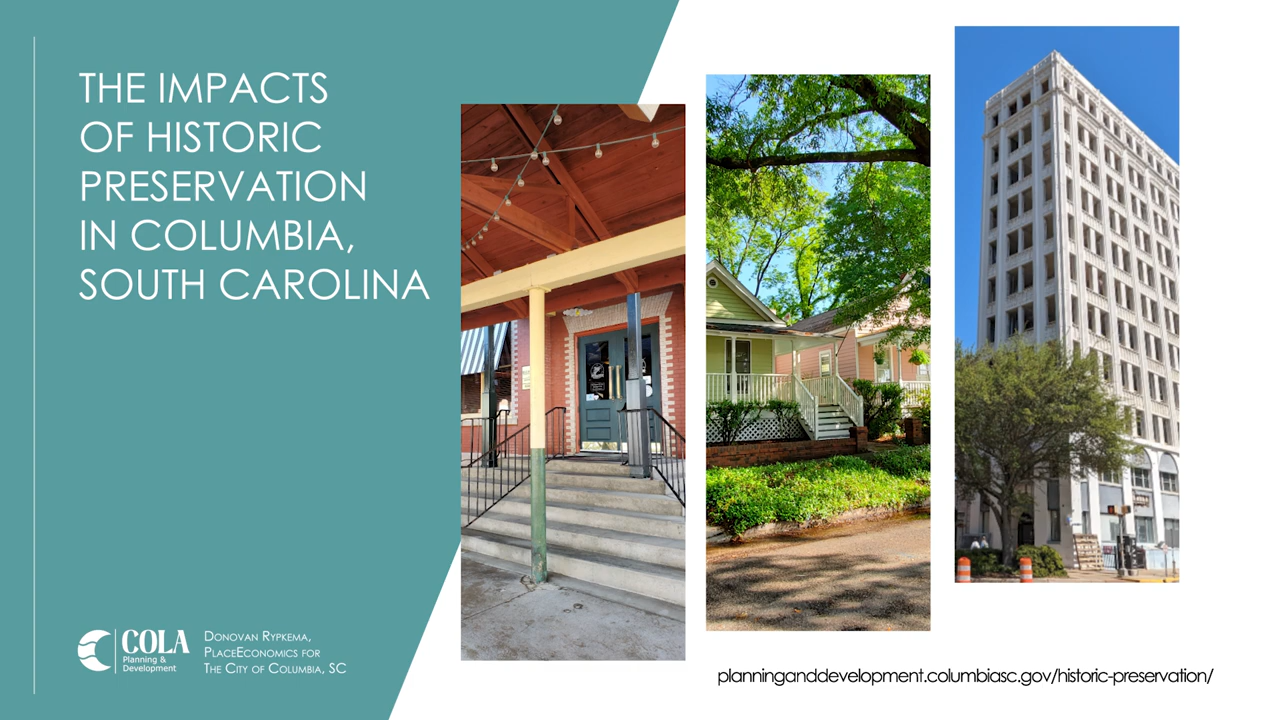 THE IMPACTS
OF HISTORIC
PRESERVATION
IN COLUMBIA,
SOUTH CAROLINA
COLA
Planning &
Development
Donovan Rypkema,
PlaceEconomics for
The City of Columbia, SC
planninganddevelopment.columbiasc.gov/historic-preservation/